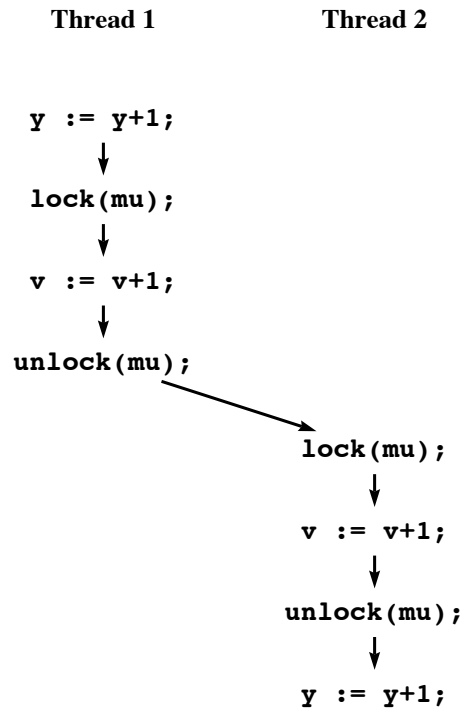 Thread 1 Thread 2
y := y+1;
lock(mu);
v := v+1;
unlock(mu);
lock(mu);
v := v+1;
unlock(mu);
y := y+1;